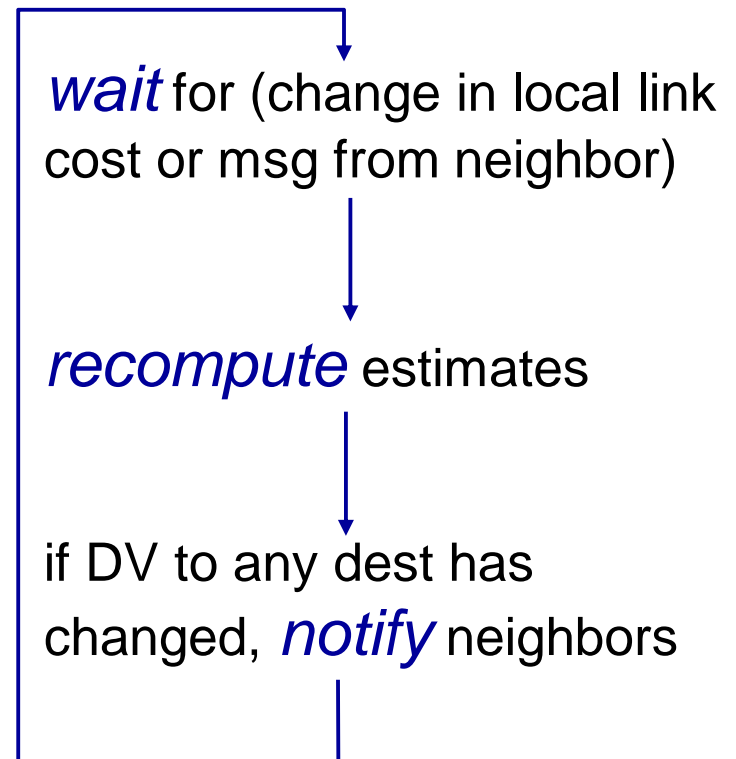 wait for (change in local link
cost or msg from neighbor)
recompute estimates
if DV to any dest has
changed, notify neighbors